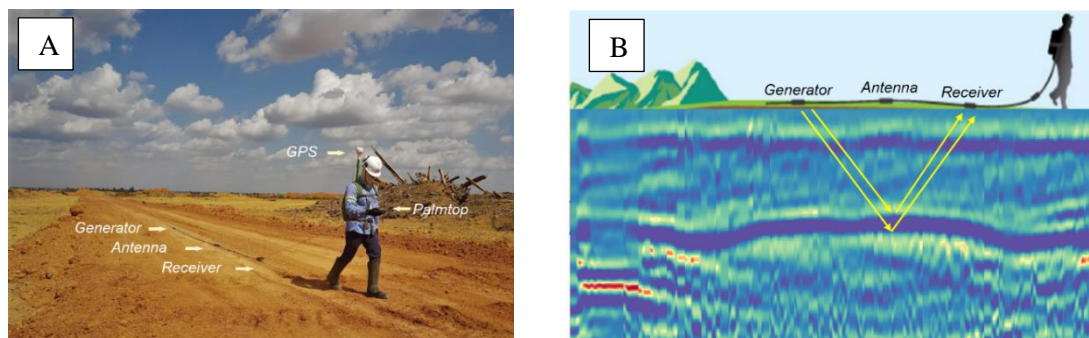 A
GPS
Palmtop
Generator
Antenna
Receiver
B
Generator
Antenna
Receiver